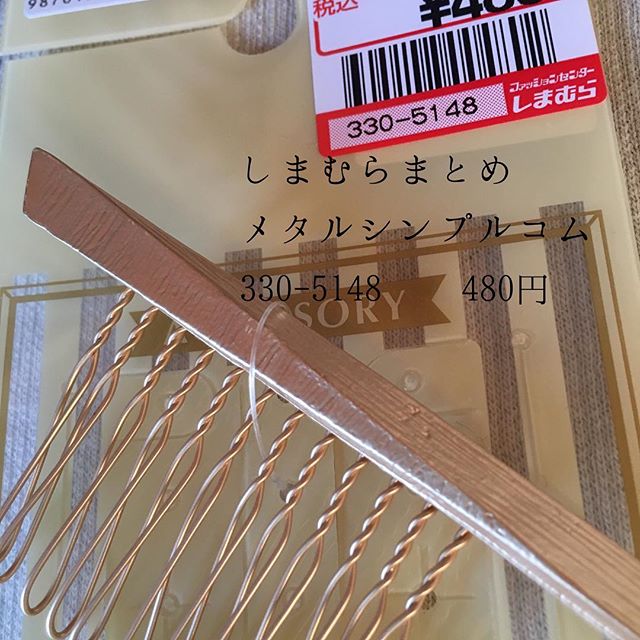 税込
330-5148
ファッションセンター
しまむら
しまむらまとめ
メタルシンプルコム
330-5148 480円